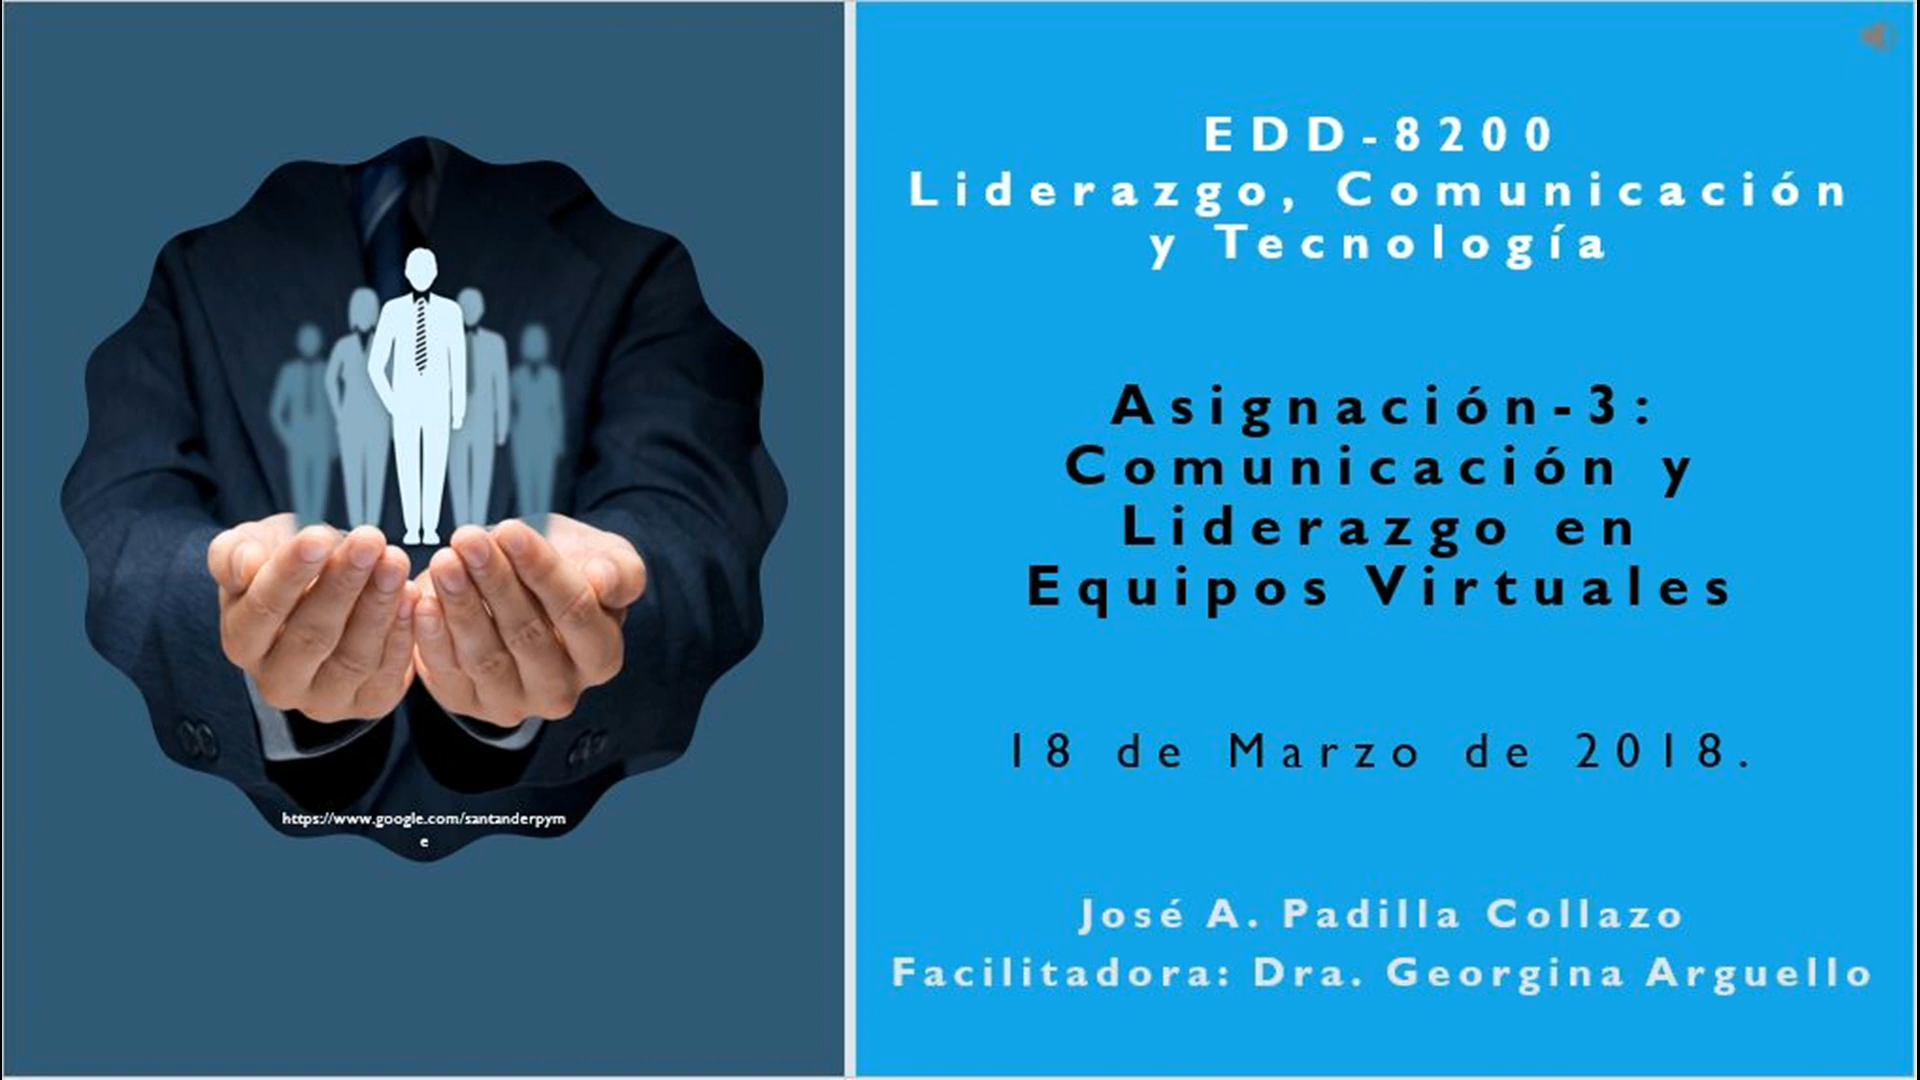 EDD-8200
Liderazgo, Comunicación
y Tecnología
Asignación-3:
Comunicación y
Liderazgo en
Equipos Virtuales
18 de Marzo de 2018.
José A. Padilla Collazo
Facilitadora: Dra. Georgina Arguello
https://www.google.com/santanderpym
e